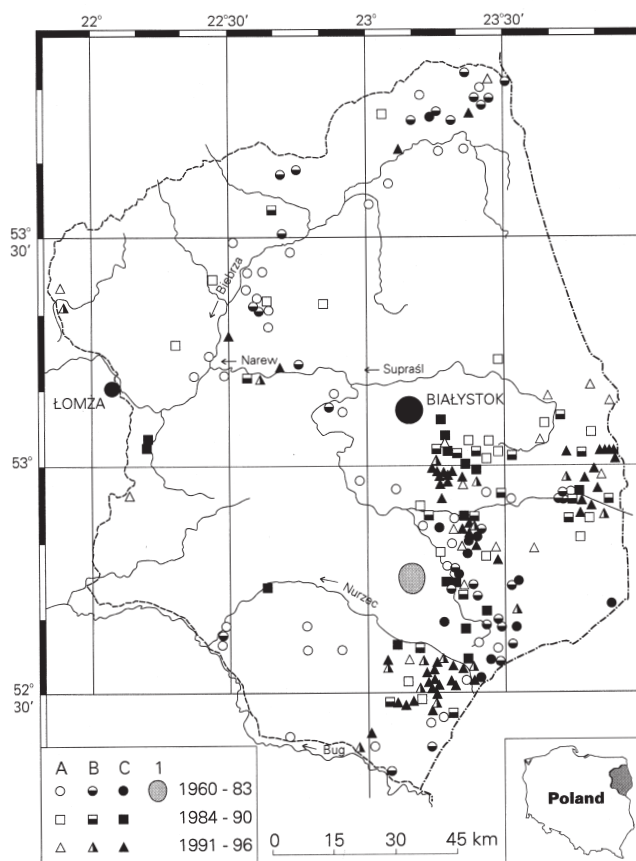 22° 22°30' 23° 23°30'
53°
30'
Biebrza
Narew
Supraśl
ŁOMŻA
BIAŁYSTOK
53°
Nurzec
52°
30'
Bug
A B C 1
1960 - 83
1984 - 90
1991 - 96
0 15 30 45 km
Poland